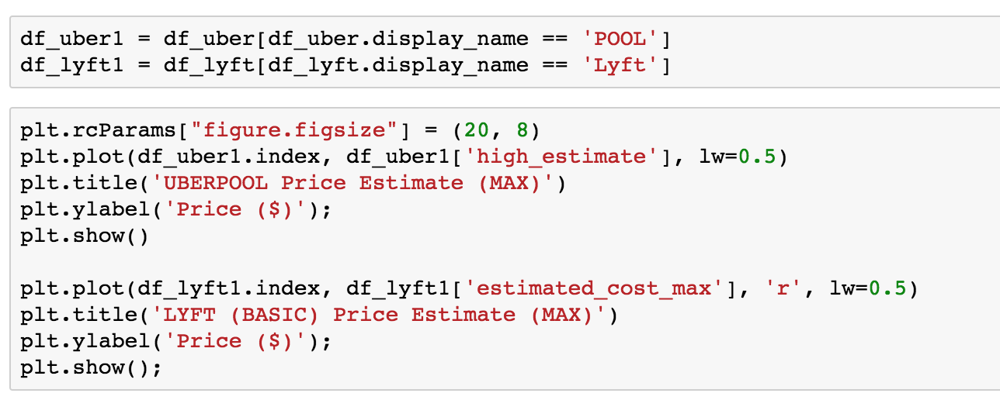 df_uber1 = df_uber[df_uber.display_name == 'POOL']
df_lyft1 = df_lyft[df_lyft.display_name == 'Lyft']
plt.rcParams["figure.figsize"] = (20, 8)
plt.plot(df_uber1.index, df_uber1['high_estimate'], lw=0.5)
plt.title('UBERPOOL Price Estimate (MAX)')
plt.ylabel('Price ($)');
plt.show()
plt.plot(df_lyft1.index, df_lyft1['estimated_cost_max'], 'r', lw=0.5)
plt.title('LYFT (BASIC) Price Estimate (MAX)')
plt.ylabel('Price ($)');
plt.show();